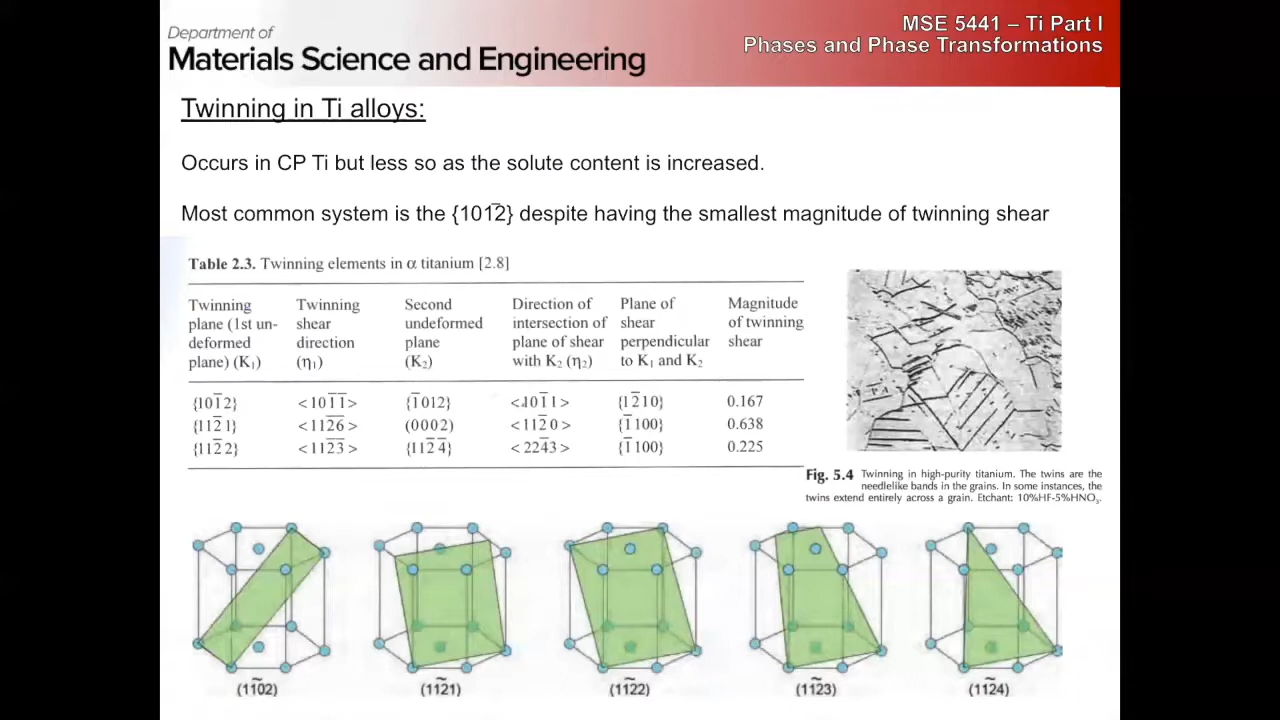 Department of
Materials Science and Engineering
MSE 5441 – Ti Part I
Phases and Phase Transformations
Twinning in Ti alloys:
Occurs in CP Ti but less so as the solute content is increased.
Most common system is the {101̅2} despite having the smallest magnitude of twinning shear
Table 2.3. Twinning elements in α titanium [2.8]
Twinning plane (1st un-deformed plane) (K₁)
Twinning shear direction (η₁)
Second undeformed plane (K₂)
Direction of intersection of plane of shear with K₂ (η₂)
Plane of shear perpendicular to K₁ and K₂
Magnitude of twinning shear
{101̅2} <101̅1̅> {1̅012} <101̅1> {12̅10} 0.167
{112̅1} <112̅6̅> (0002) <112̅0> {1̅100} 0.638
{112̅2} <112̅3̅> {112̅4̅} <224̅3> {1̅100} 0.225
Fig. 5.4 Twinning in high-purity titanium. The twins are the
needlelike bands in the grains. In some instances, the
twins extend entirely across a grain. Etchant: 10%HF-5%HNO₃.
(11̃02)
(112̃1)
(112̃2)
(112̃3)
(112̃4)